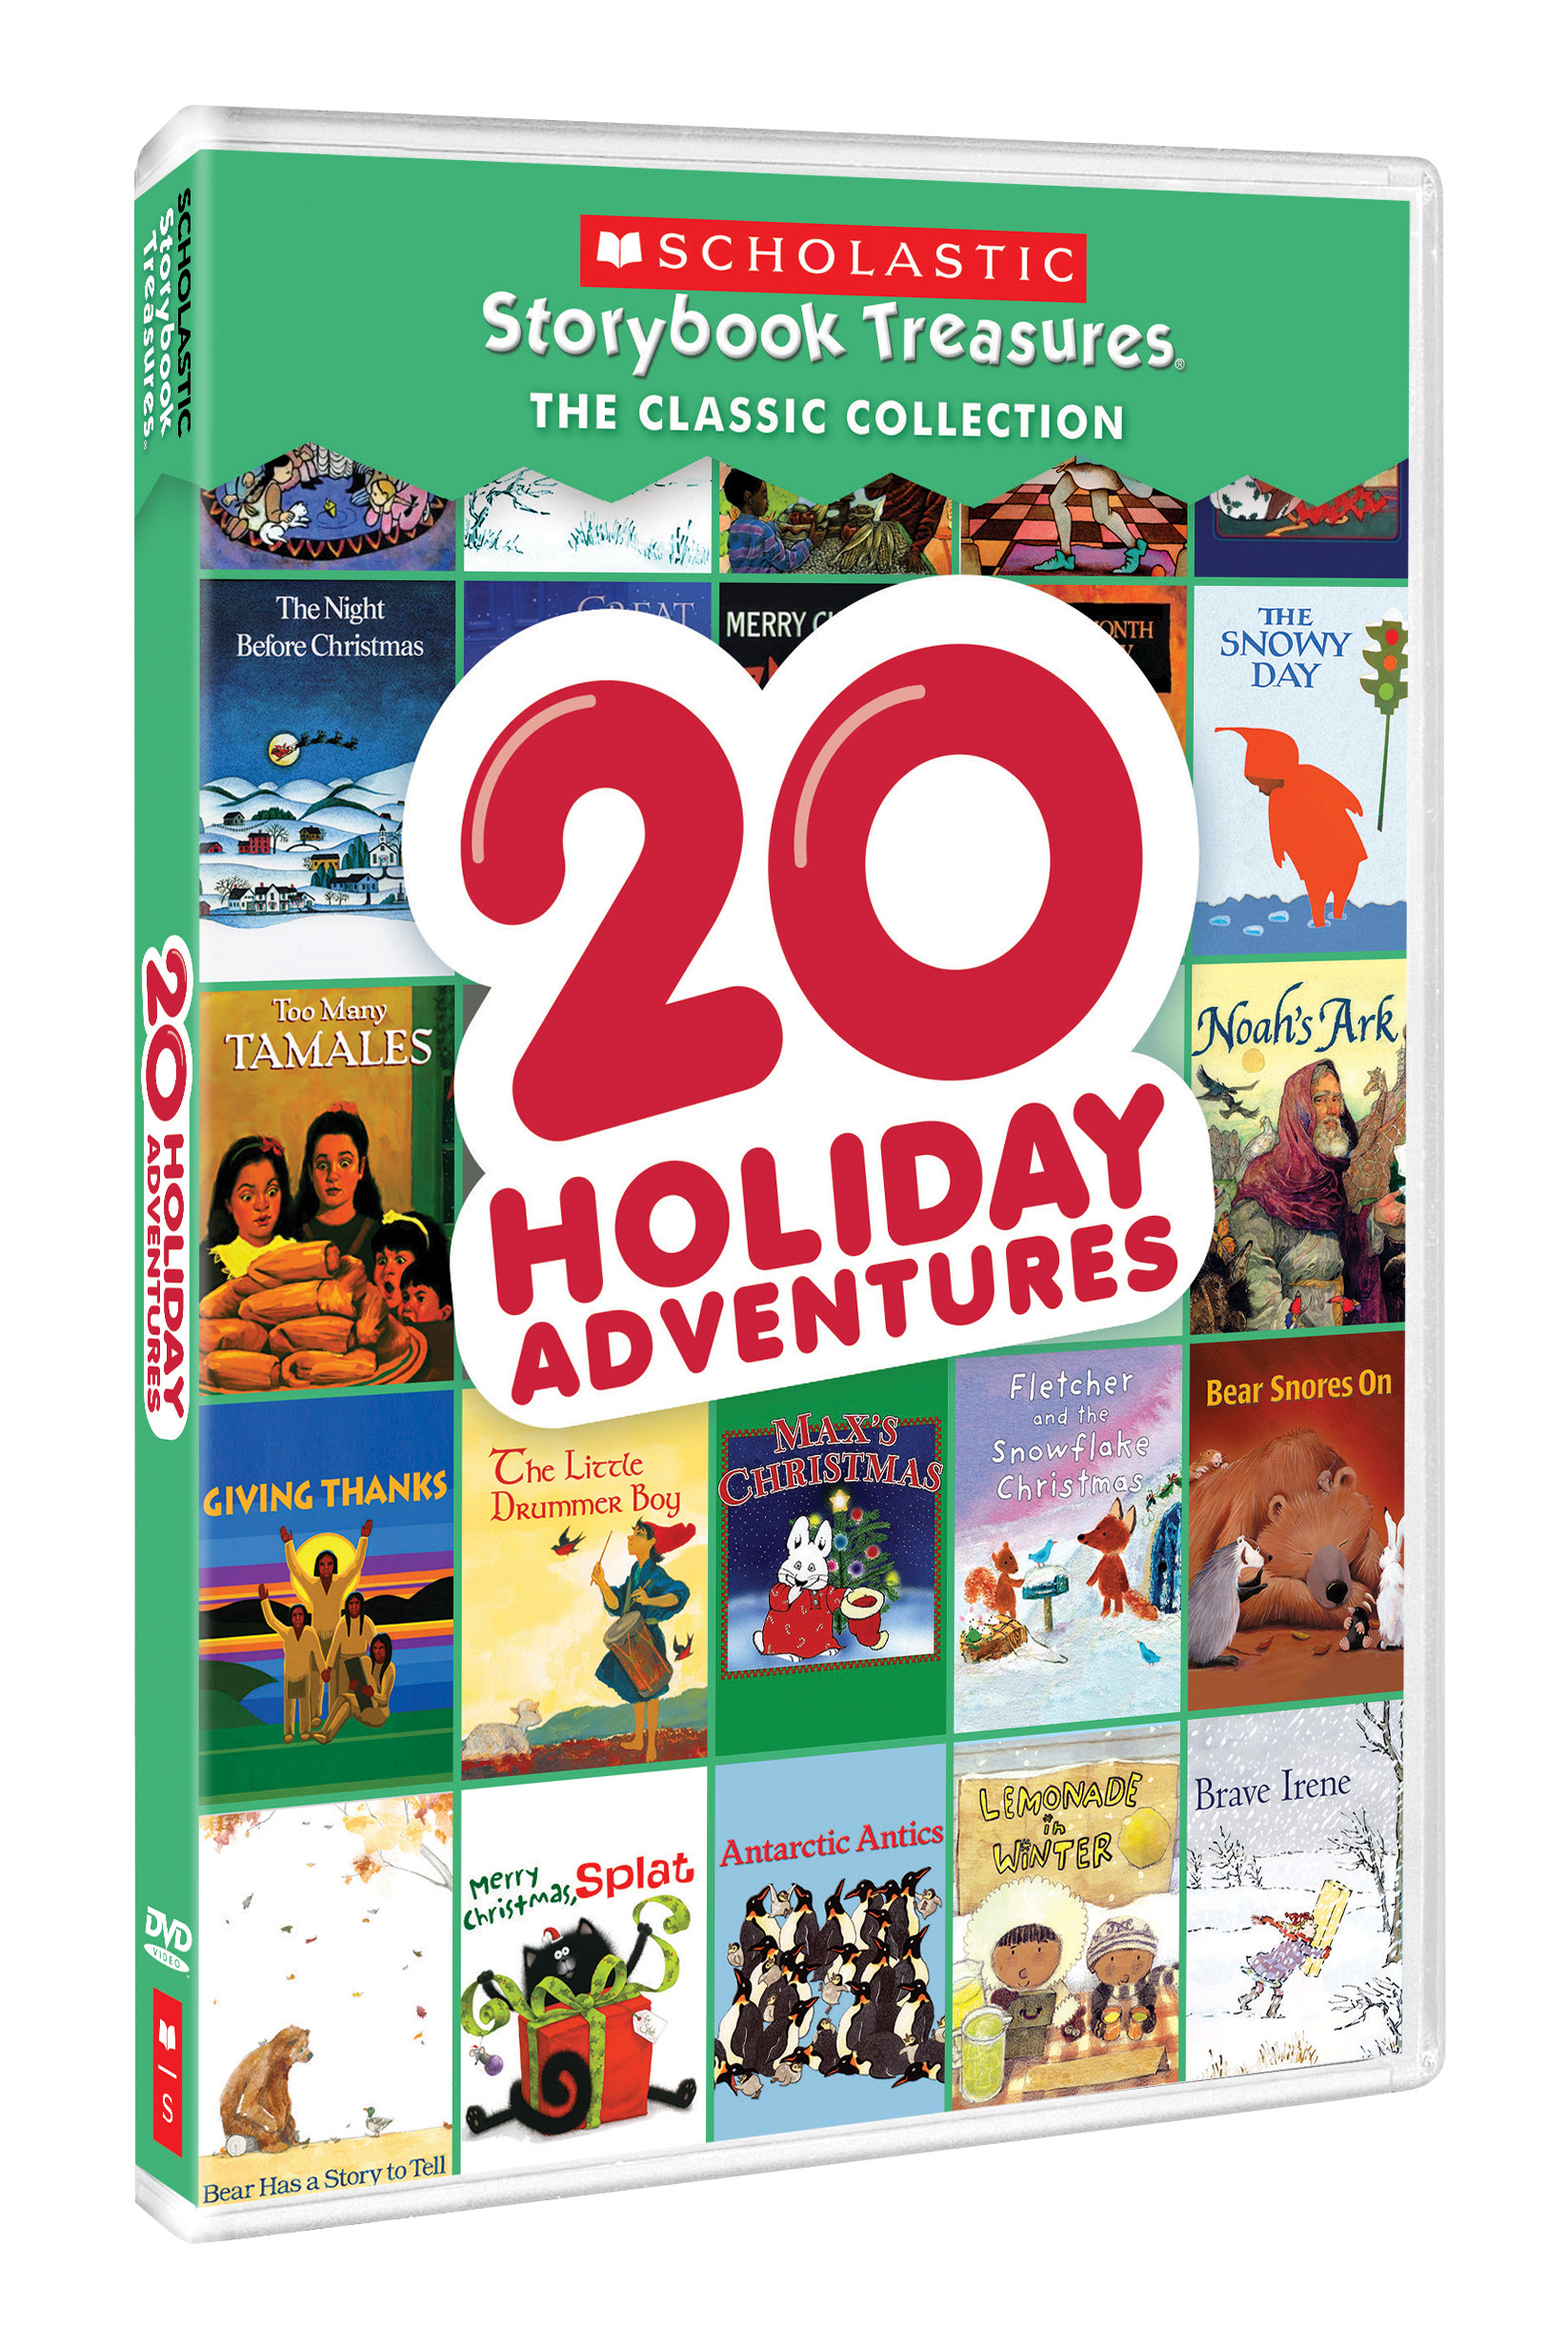 SCHOLASTIC
Storybook Treasures®
THE CLASSIC COLLECTION
The Night
Before Christmas
GREAT
MERRY
THE
SNOWY
DAY
20
HOLIDAY
ADVENTURES
Too Many
TAMALES
Noah's Ark
GIVING THANKS
The Little
Drummer Boy
MAX'S
CHRISTMAS
Fletcher
and the
Snowflake
Christmas
Bear Snores On
Bear Has a Story to Tell
Merry
Christmas, Splat
Antarctic Antics
LEMONADE
in
WINTER
Brave Irene
SCHOLASTIC
Storybook
Treasures®
20 HOLIDAY
ADVENTURES
DVD
VIDEO
S